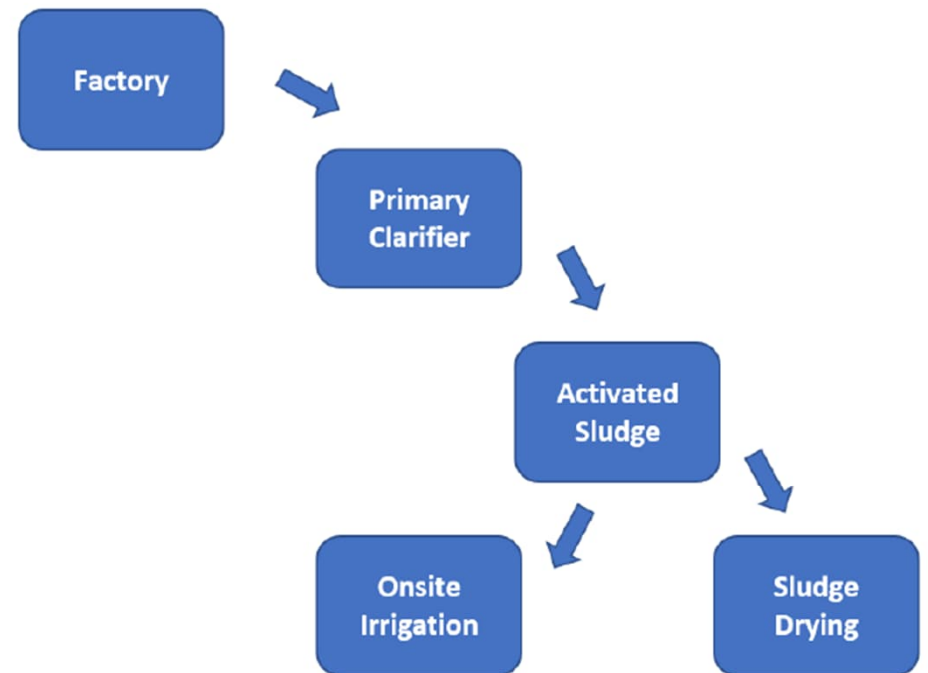 Factory
Primary
Clarifier
Activated
Sludge
Onsite
Irrigation
Sludge
Drying